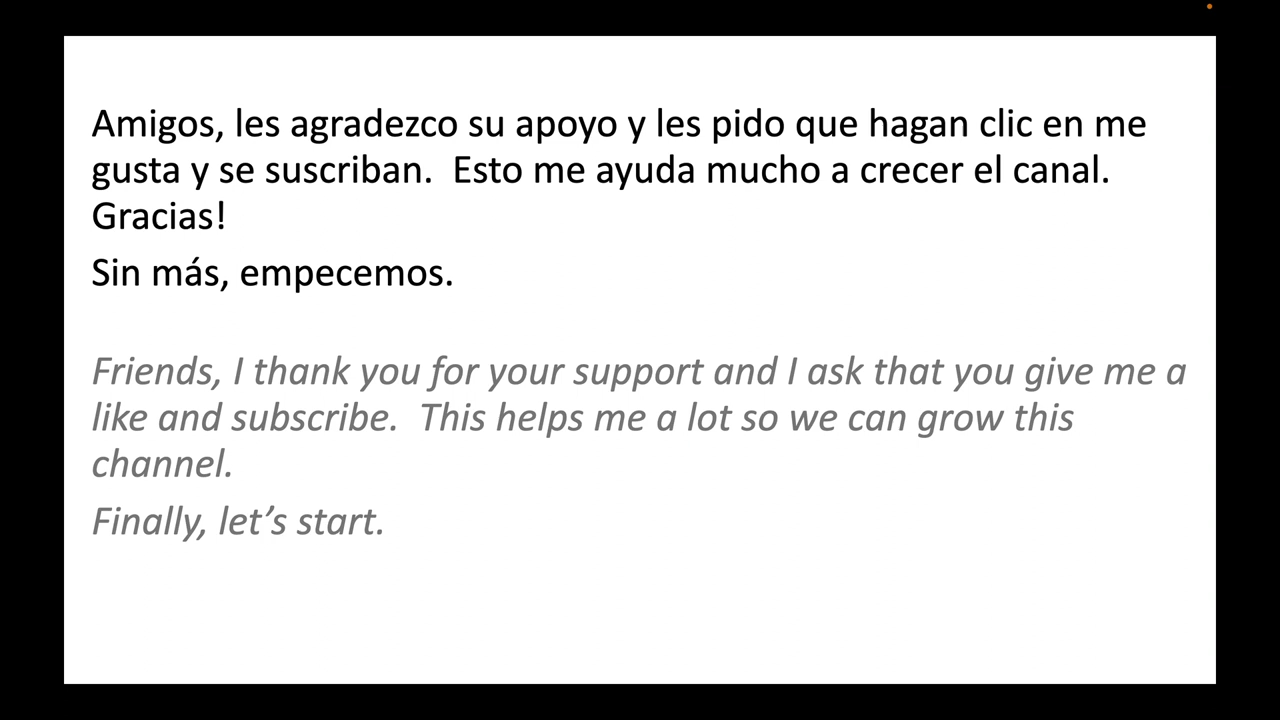 Amigos, les agradezco su apoyo y les pido que hagan clic en me
gusta y se suscriban.  Esto me ayuda mucho a crecer el canal.
Gracias!
Sin más, empecemos.
Friends, I thank you for your support and I ask that you give me a
like and subscribe.  This helps me a lot so we can grow this
channel.
Finally, let’s start.